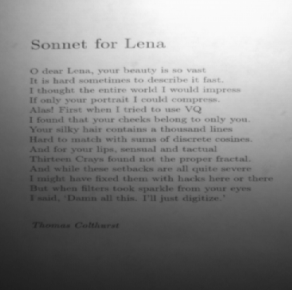 Sonnet for Lena
O dear Lena, your beauty is so vast
It is hard sometimes to describe it fast.
I thought the entire world I would impress
If only your portrait I could compress.
Alas! First when I tried to use VQ
I found that your cheeks belong to only you.
Your silky hair contains a thousand lines
Hard to match with sums of discrete cosines.
And for your lips, sensual and tactual
Thirteen Crays found not the proper fractal.
And while these setbacks are all quite severe
I might have fixed them with hacks here or there
But when filters took sparkle from your eyes
I said, 'Damn all this. I'll just digitize.'
Thomas Colthurst